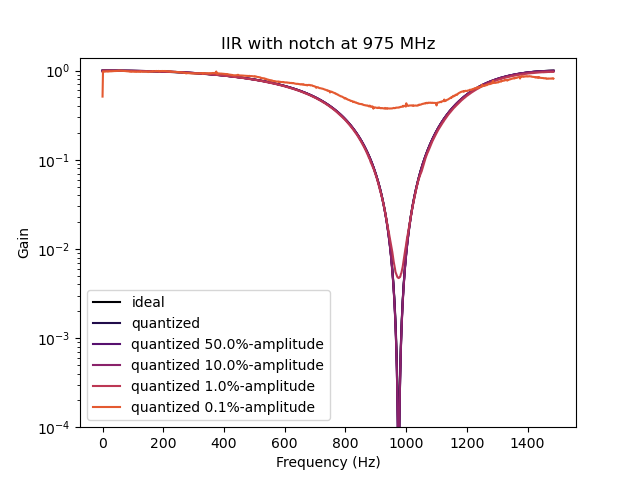 IIR with notch at 975 MHz
10⁰
10⁻¹
10⁻²
10⁻³
10⁻⁴
Gain
ideal
quantized
quantized 50.0%-amplitude
quantized 10.0%-amplitude
quantized 1.0%-amplitude
quantized 0.1%-amplitude
0 200 400 600 800 1000 1200 1400
Frequency (Hz)